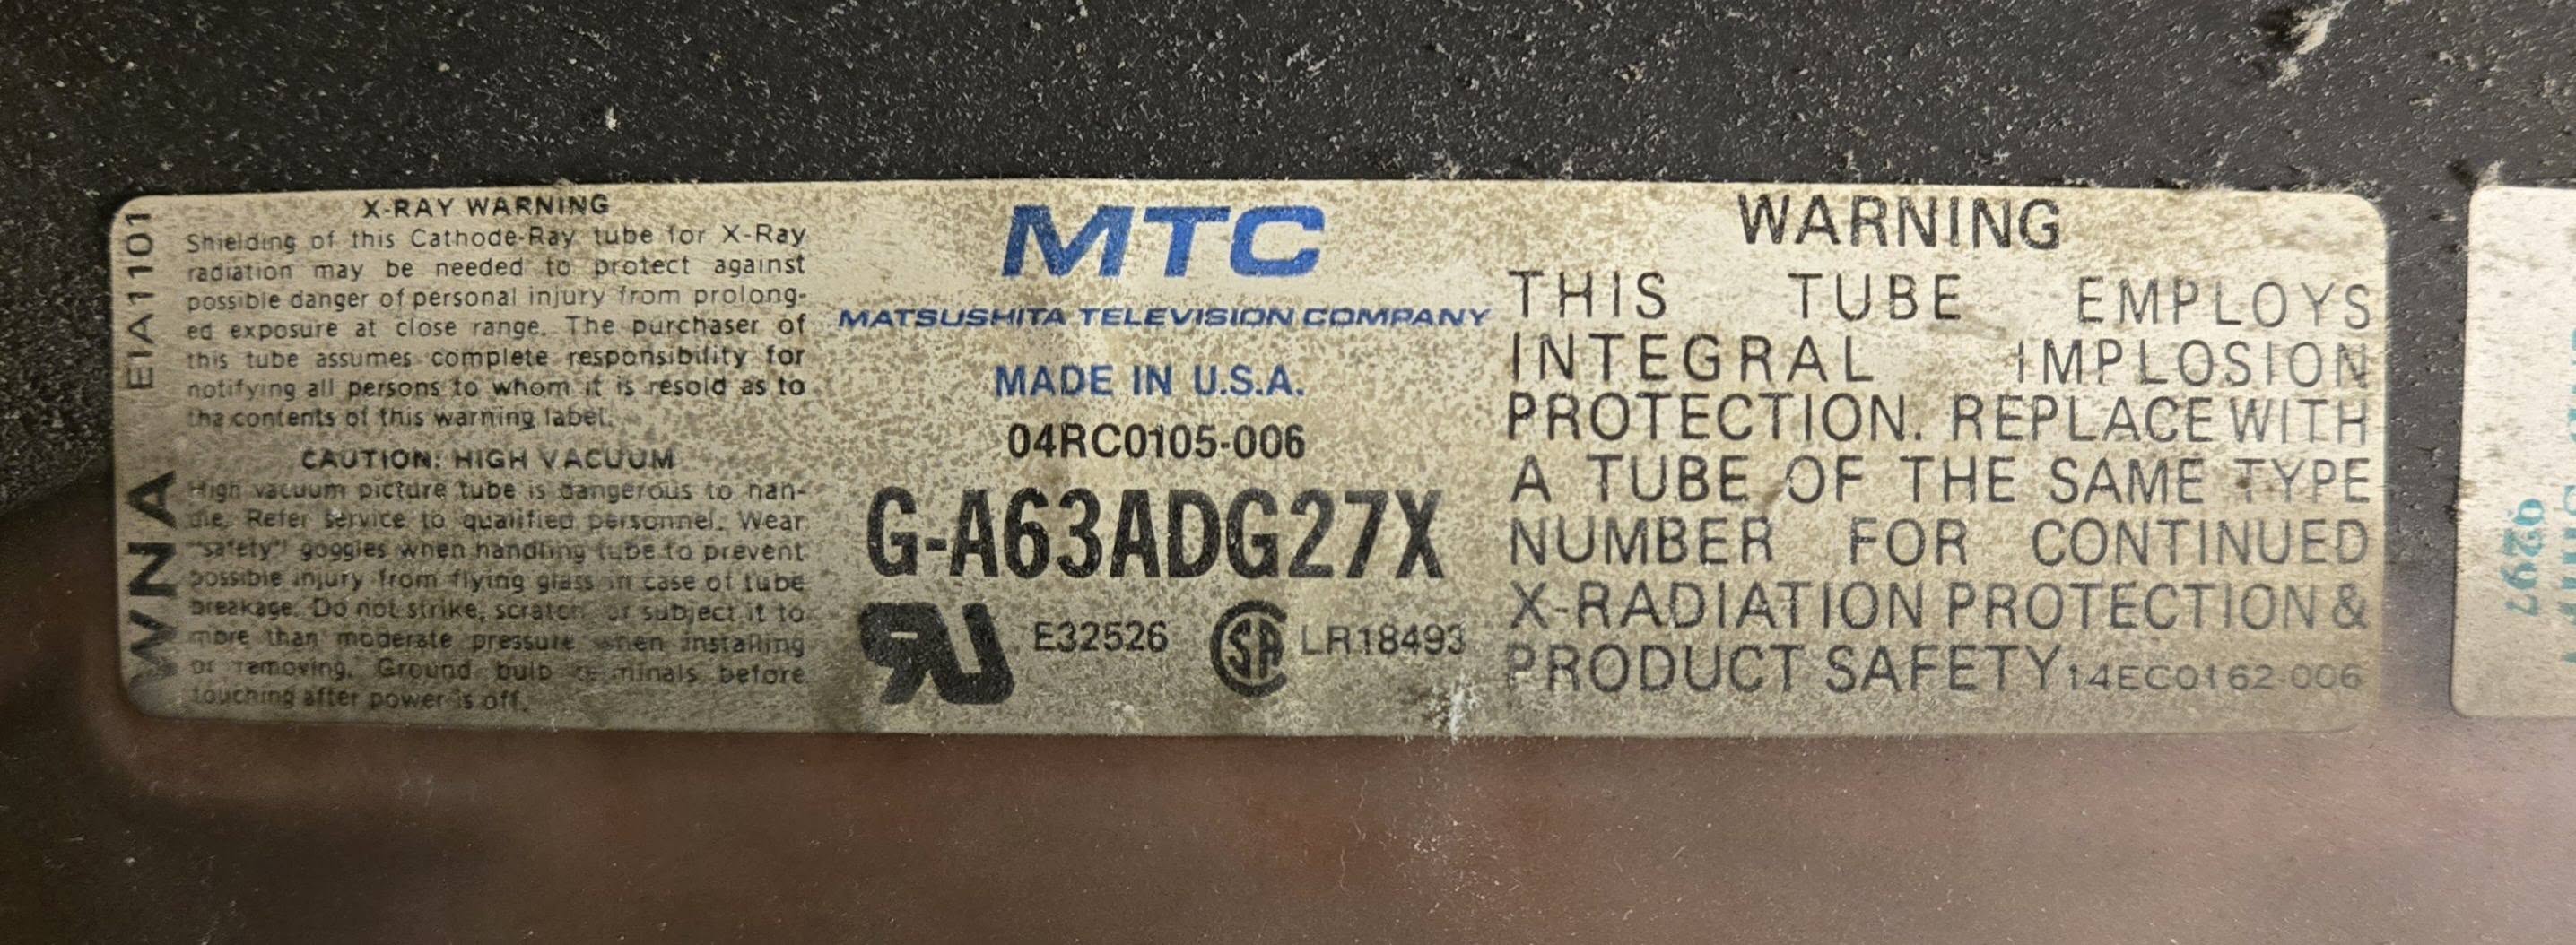 EIA1101
WNA
X-RAY WARNING
Shielding of this Cathode-Ray tube for X-Ray
radiation may be needed to protect against
possible danger of personal injury from prolong-
ed exposure at close range. The purchaser of
this tube assumes complete responsibility for
notifying all persons to whom it is resold as to
the contents of this warning label.
CAUTION: HIGH VACUUM
High vacuum picture tube is dangerous to han-
dle. Refer service to qualified personnel. Wear
"safety" goggles when handling tube to prevent
possible injury from flying glass in case of tube
breakage. Do not strike, scratch or subject it to
more than moderate pressure when installing
or removing. Ground bulb terminals before
touching after power is off.
MTC
MATSUSHITA TELEVISION COMPANY
MADE IN U.S.A.
04RC0105-006
G-A63ADG27X
E32526 LR18493
WARNING
THIS TUBE EMPLOYS
INTEGRAL IMPLOSION
PROTECTION. REPLACE WITH
A TUBE OF THE SAME TYPE
NUMBER FOR CONTINUED
X-RADIATION PROTECTION &
PRODUCT SAFETY 14EC0162-006
9297